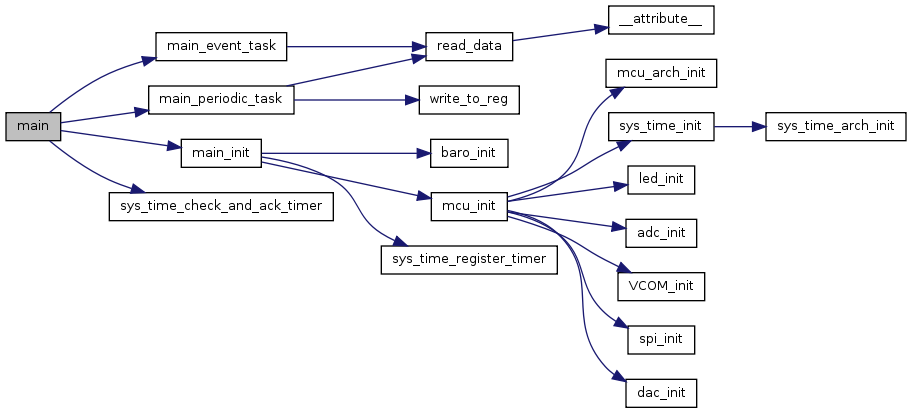 main
main_event_task
main_periodic_task
main_init
sys_time_check_and_ack_timer
read_data
write_to_reg
baro_init
mcu_init
sys_time_register_timer
__attribute__
mcu_arch_init
sys_time_init
led_init
adc_init
VCOM_init
spi_init
dac_init
sys_time_arch_init